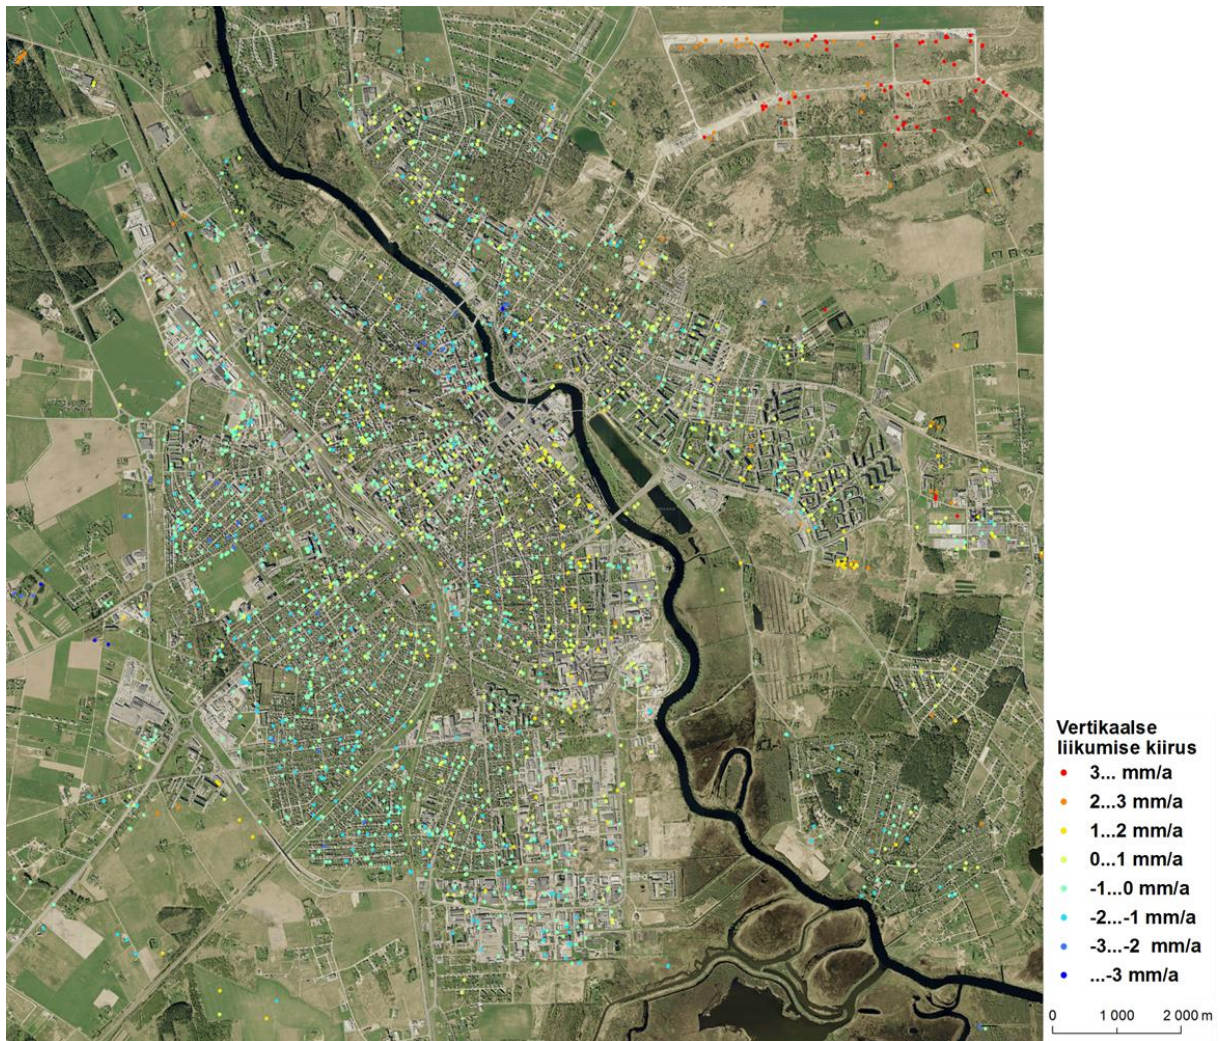 Vertikaalse
liikumise kiirus
3... mm/a
2...3 mm/a
1...2 mm/a
0...1 mm/a
-1...0 mm/a
-2...-1 mm/a
-3...-2 mm/a
...-3 mm/a
0 1 000 2 000 m